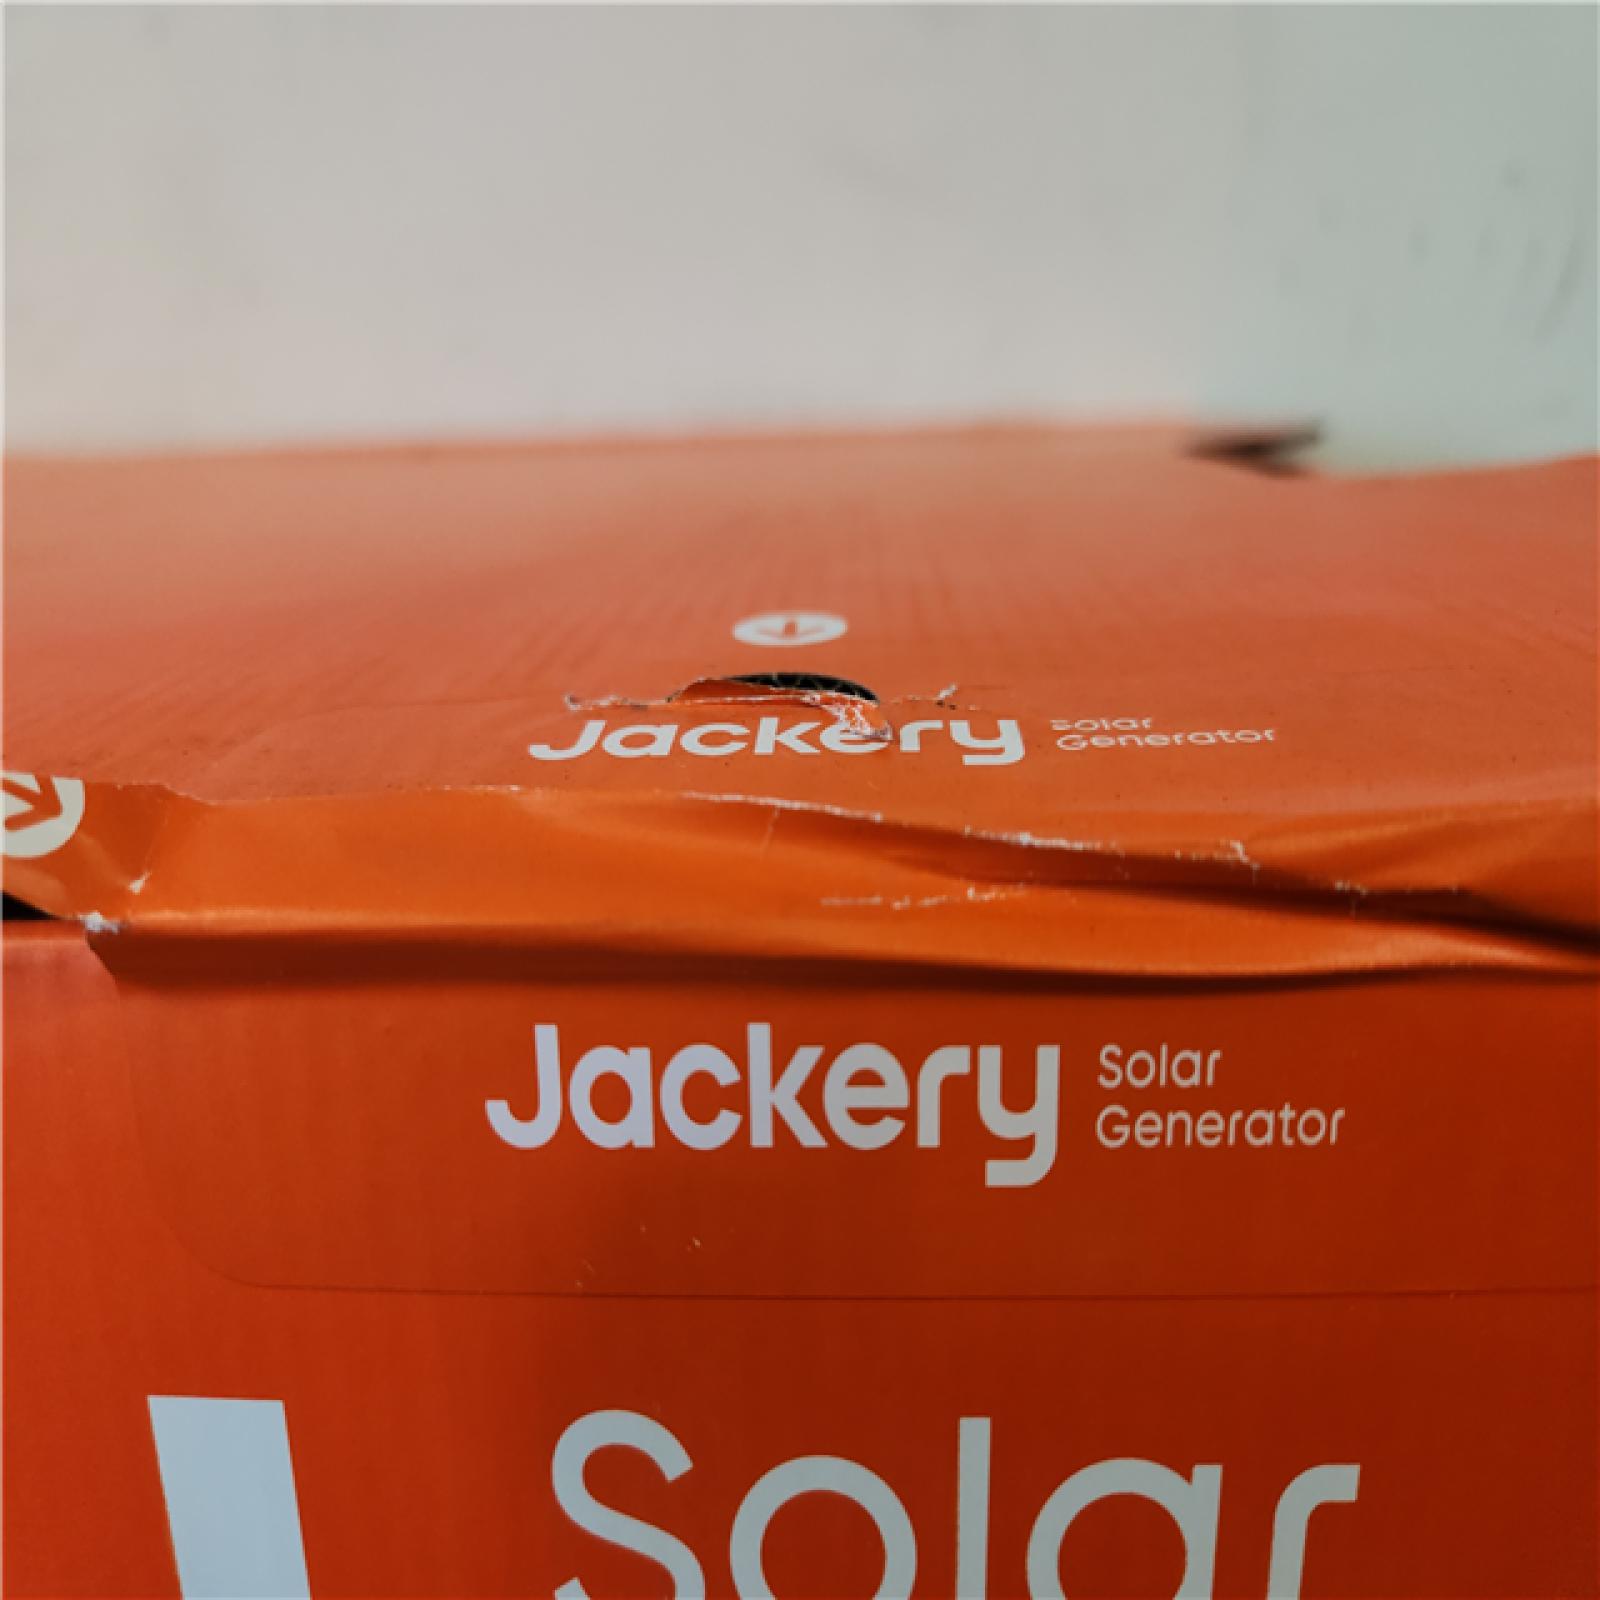 Jackery Solar
Generator
Jackery Solar
Generator
Solar